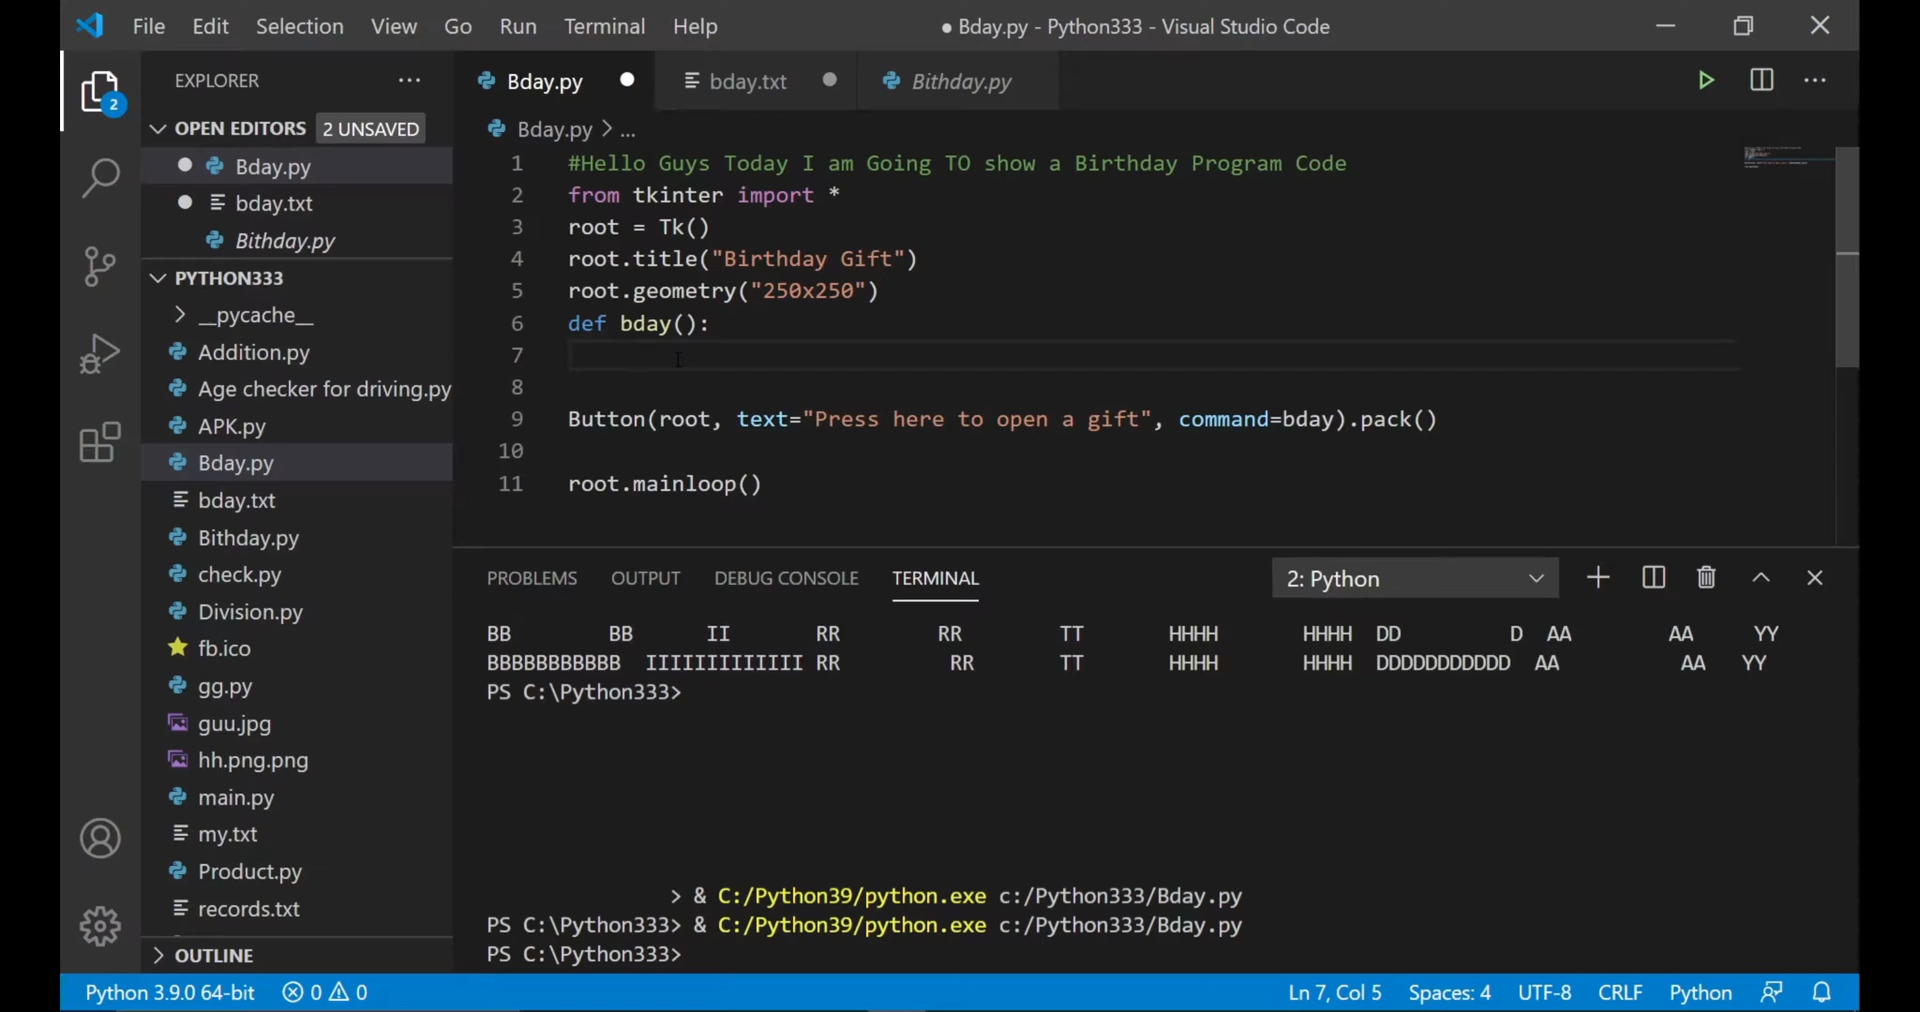 File Edit Selection View Go Run Terminal Help ● Bday.py - Python333 - Visual Studio Code
EXPLORER ···
2
OPEN EDITORS 2 UNSAVED
Bday.py
bday.txt
Bithday.py
PYTHON333
__pycache__
Addition.py
Age checker for driving.py
APK.py
Bday.py
bday.txt
Bithday.py
check.py
Division.py
fb.ico
gg.py
guu.jpg
hh.png.png
main.py
my.txt
Product.py
records.txt
OUTLINE
Bday.py bday.txt Bithday.py ···
Bday.py > ...
1 #Hello Guys Today I am Going TO show a Birthday Program Code
2 from tkinter import *
3 root = Tk()
4 root.title("Birthday Gift")
5 root.geometry("250x250")
6 def bday():
7
8
9 Button(root, text="Press here to open a gift", command=bday).pack()
10
11 root.mainloop()
PROBLEMS OUTPUT DEBUG CONSOLE TERMINAL 2: Python
BB BB II RR RR TT HHHH HHHH DD D AA AA YY
BBBBBBBBBBB IIIIIIIIIIIII RR RR TT HHHH HHHH DDDDDDDDDDD AA AA YY
PS C:\Python333>
> & C:/Python39/python.exe c:/Python333/Bday.py
PS C:\Python333> & C:/Python39/python.exe c:/Python333/Bday.py
PS C:\Python333>
Python 3.9.0 64-bit 0 0 Ln 7, Col 5 Spaces: 4 UTF-8 CRLF Python